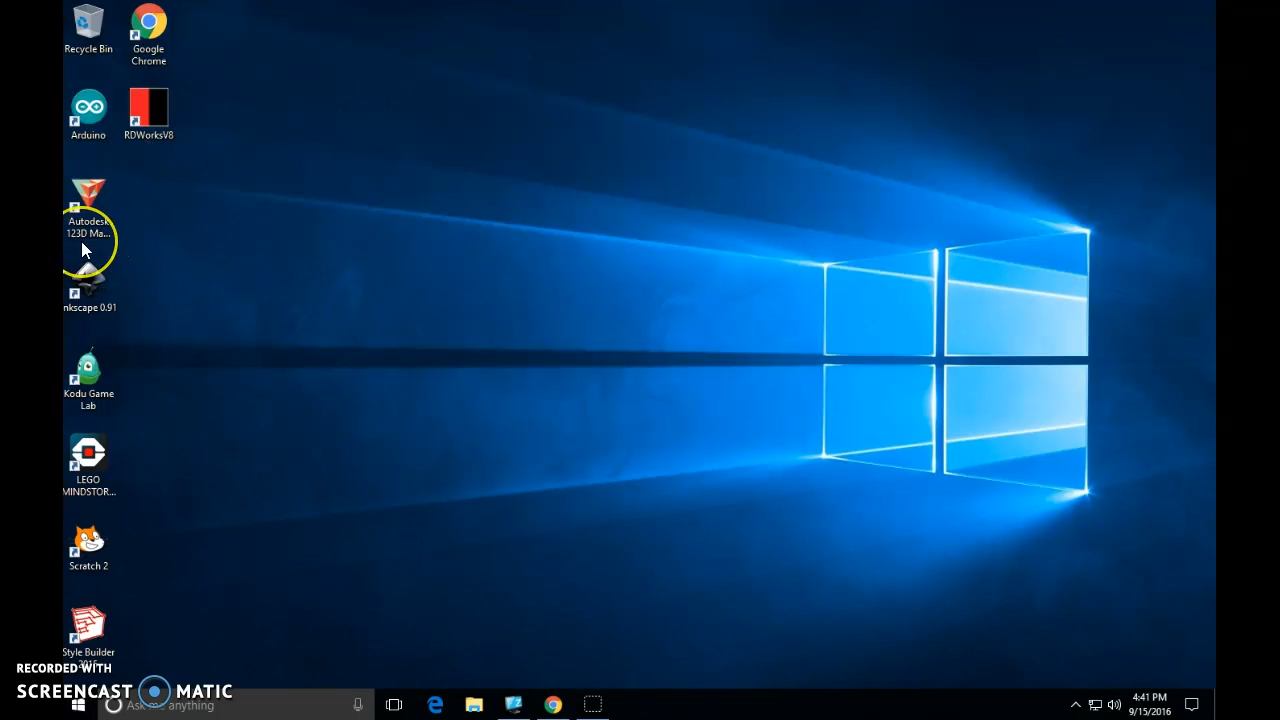 Recycle Bin
Google
Chrome
Arduino
RDWorksV8
Autodesk
123D Ma...
nkscape 0.91
Kodu Game
Lab
LEGO
MINDSTOR...
Scratch 2
Style Builder
RECORDED WITH
SCREENCAST MATIC
Ask me anything
4:41 PM
9/15/2016